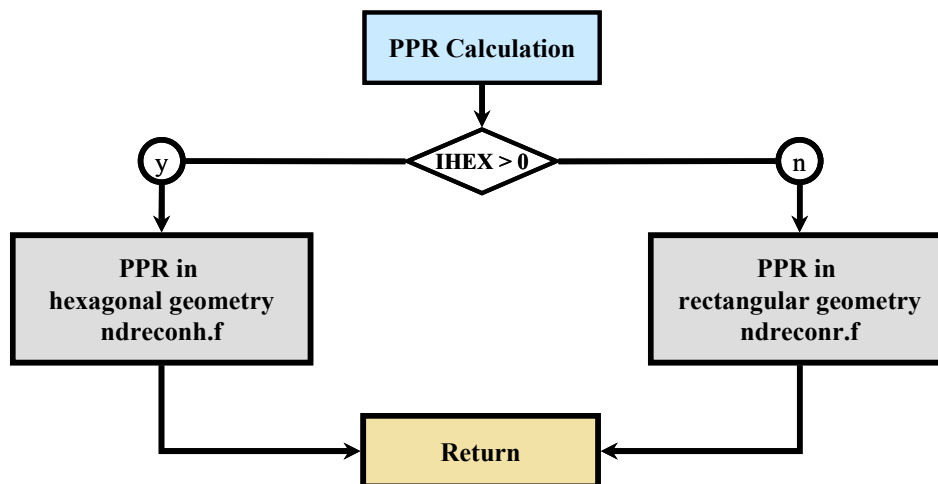 PPR Calculation
IHEX > 0
y
n
PPR in
hexagonal geometry
ndreconh.f
PPR in
rectangular geometry
ndreconr.f
Return